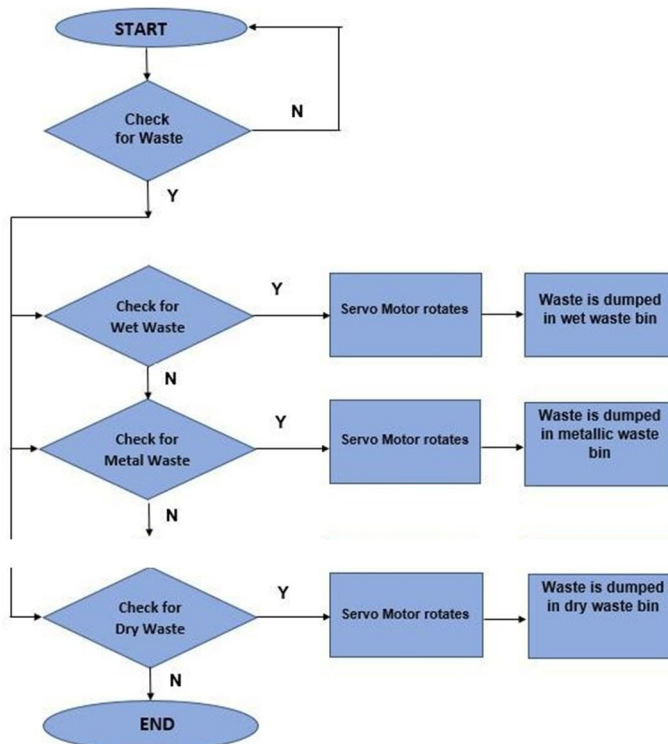 START
Check
for Waste
N
Y
Check for
Wet Waste
Y
Servo Motor rotates
Waste is dumped
in wet waste bin
N
Check for
Metal Waste
Y
Servo Motor rotates
Waste is dumped
in metallic waste
bin
N
Check for
Dry Waste
Y
Servo Motor rotates
Waste is dumped
in dry waste bin
N
END